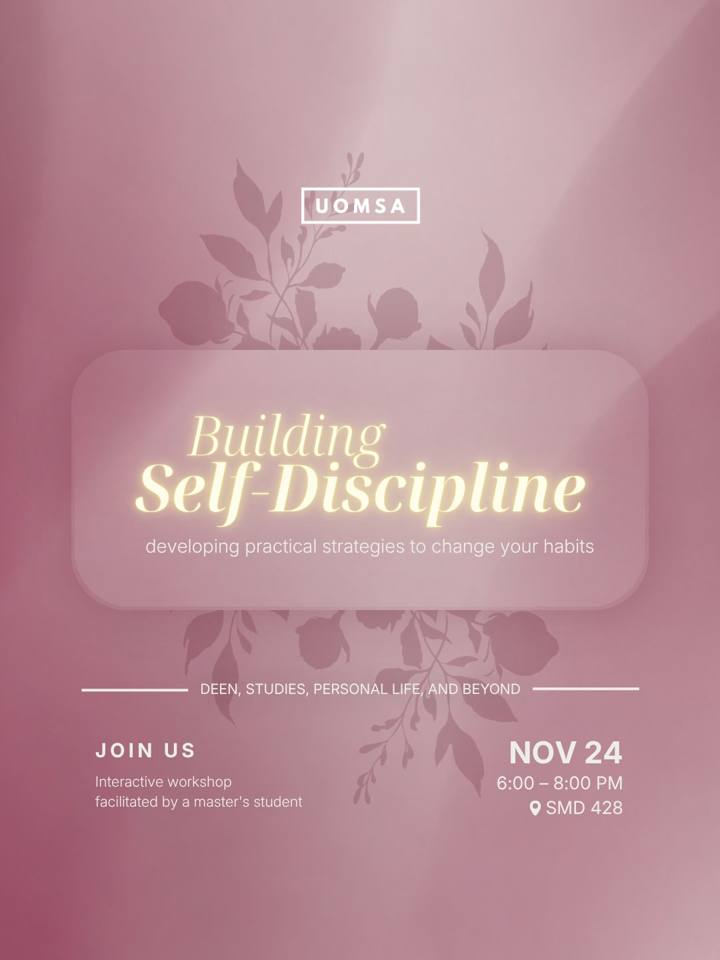 UOMSA
Building
Self-Discipline
developing practical strategies to change your habits
DEEN, STUDIES, PERSONAL LIFE, AND BEYOND
JOIN US
Interactive workshop
facilitated by a master's student
NOV 24
6:00 – 8:00 PM
SMD 428